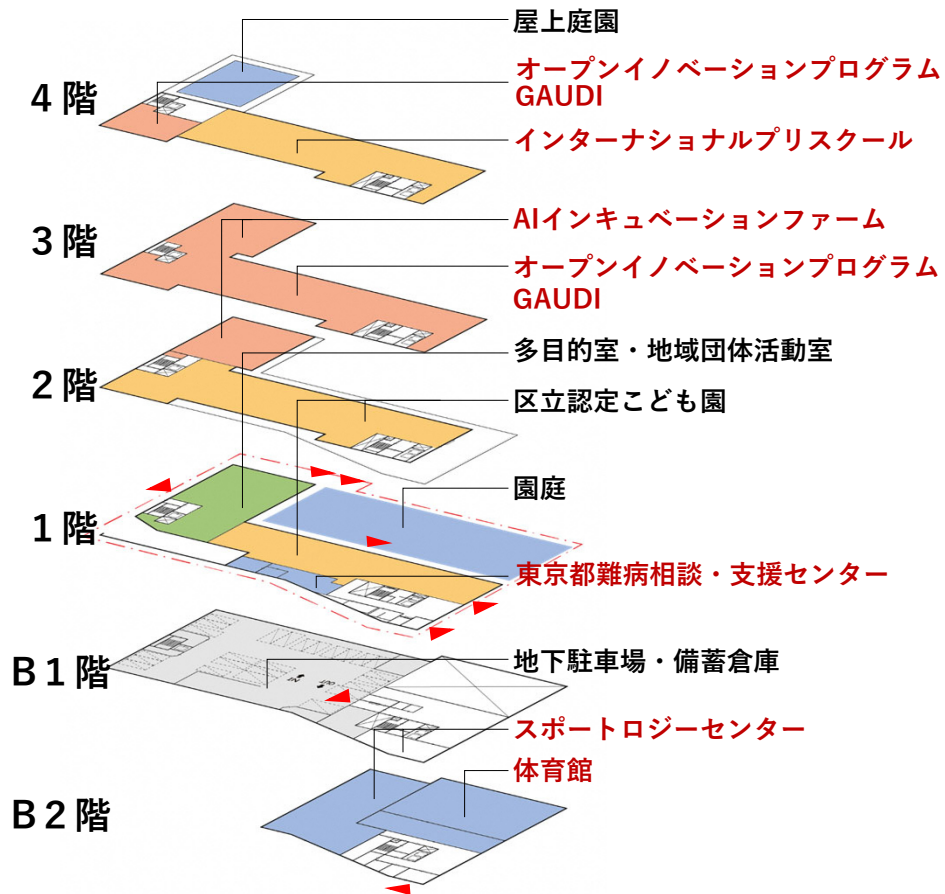 屋上庭園
4階
オープンイノベーションプログラム
GAUDI
インターナショナルプリスクール
3階
AIインキュベーションファーム
オープンイノベーションプログラム
GAUDI
2階
多目的室・地域団体活動室
区立認定こども園
1階
園庭
東京都難病相談・支援センター
B1階
地下駐車場・備蓄倉庫
IN
OUT
スポートロジーセンター
体育館
B2階